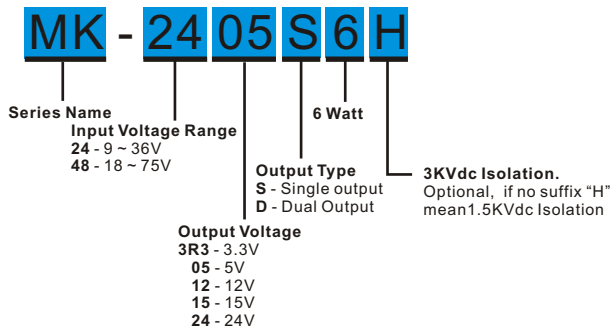 MK - 24 05 S 6 H
Series Name
Input Voltage Range
24 - 9 ~ 36V
48 - 18 ~ 75V
Output Voltage
3R3 - 3.3V
05 - 5V
12 - 12V
15 - 15V
24 - 24V
Output Type
S - Single output
D - Dual Output
6 Watt
3KVdc Isolation.
Optional, if no suffix "H"
mean1.5KVdc Isolation